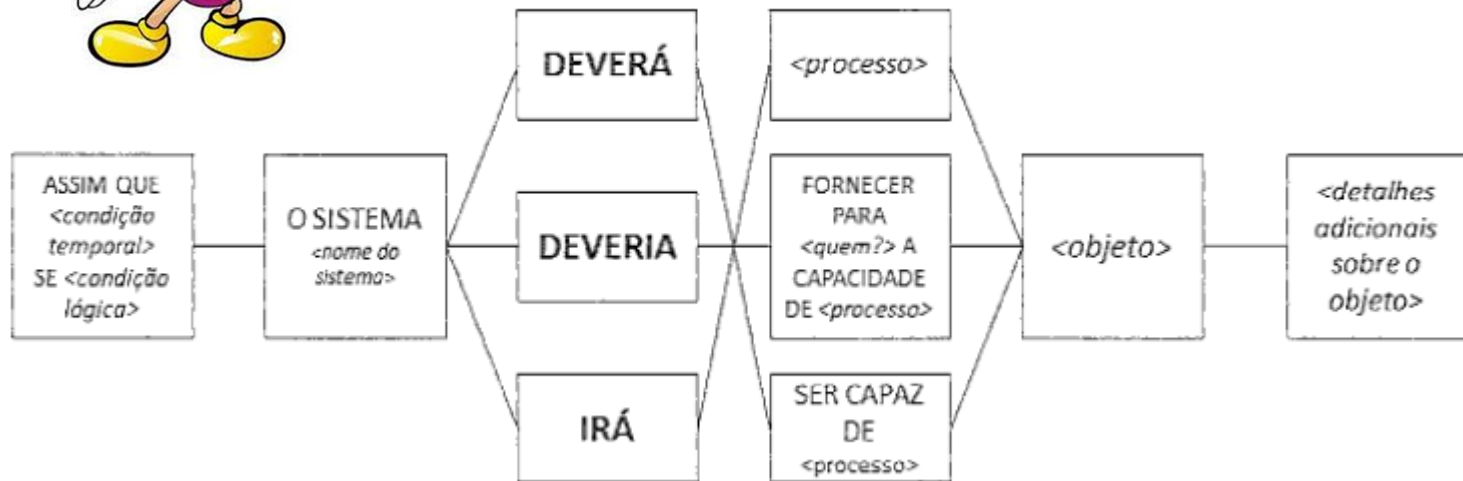 ASSIM QUE
<condição
temporal>
SE <condição
lógica>
O SISTEMA
<nome do
sistema>
DEVERÁ
DEVERIA
IRÁ
<processo>
FORNECER
PARA
<quem?> A
CAPACIDADE
DE <processo>
SER CAPAZ
DE
<processo>
<objeto>
<detalhes
adicionais
sobre o
objeto>